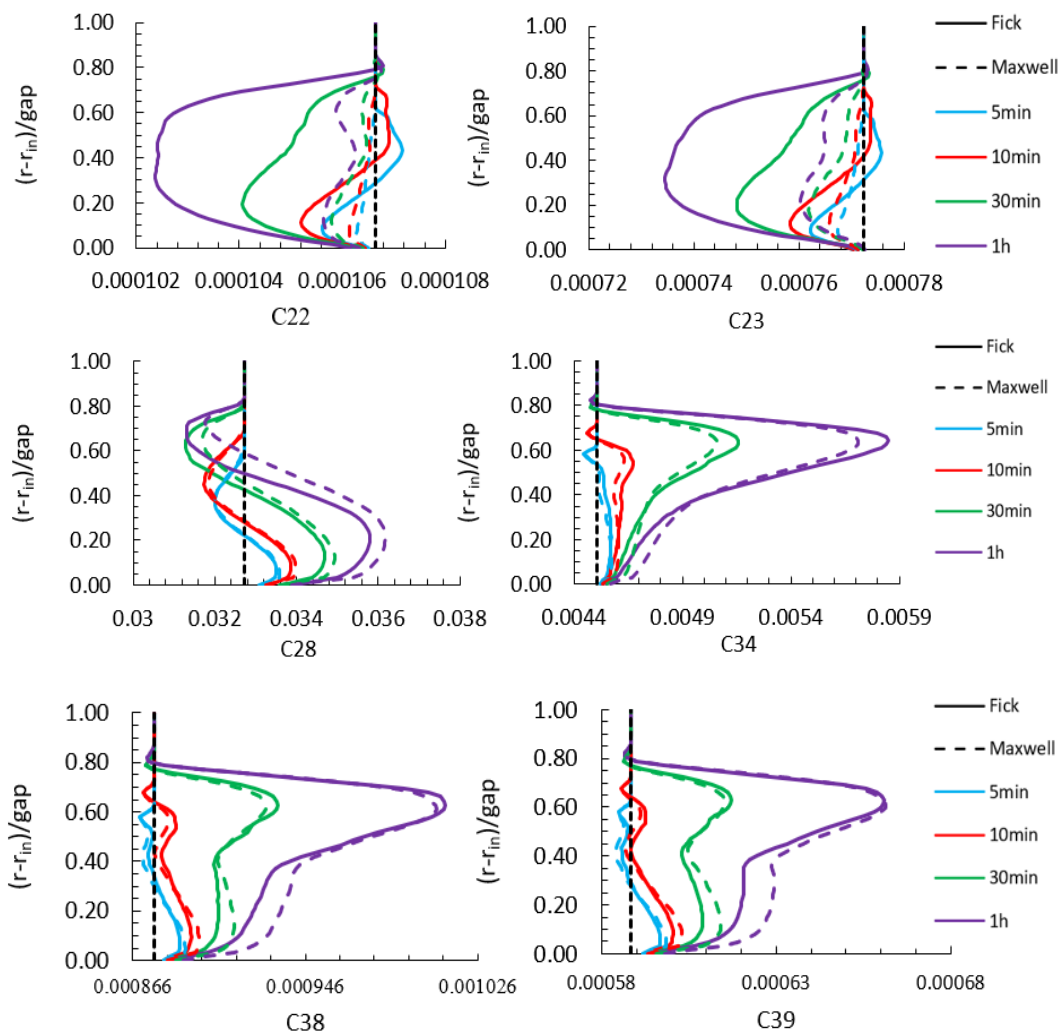 1.00
0.80
0.60
0.40
0.20
0.00
(r-rin)/gap
0.000102 0.000104 0.000106 0.000108
C22
1.00
0.80
0.60
0.40
0.20
0.00
(r-rin)/gap
0.00072 0.00074 0.00076 0.00078
C23
Fick
Maxwell
5min
10min
30min
1h
1.00
0.80
0.60
0.40
0.20
0.00
(r-rin)/gap
0.03 0.032 0.034 0.036 0.038
C28
1.00
0.80
0.60
0.40
0.20
0.00
(r-rin)/gap
0.0044 0.0049 0.0054 0.0059
C34
Fick
Maxwell
5min
10min
30min
1h
1.00
0.80
0.60
0.40
0.20
0.00
(r-rin)/gap
0.000866 0.000946 0.001026
C38
1.00
0.80
0.60
0.40
0.20
0.00
(r-rin)/gap
0.00058 0.00063 0.00068
C39
Fick
Maxwell
5min
10min
30min
1h